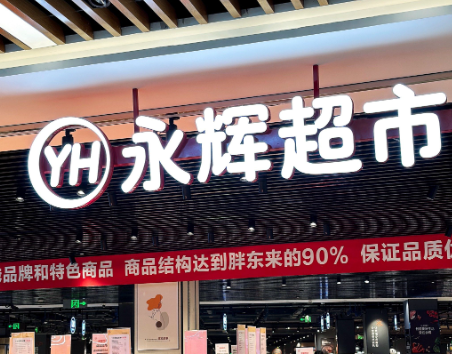 YH 永辉超市
品牌和特色商品 商品结构达到胖东来的90% 保证品质